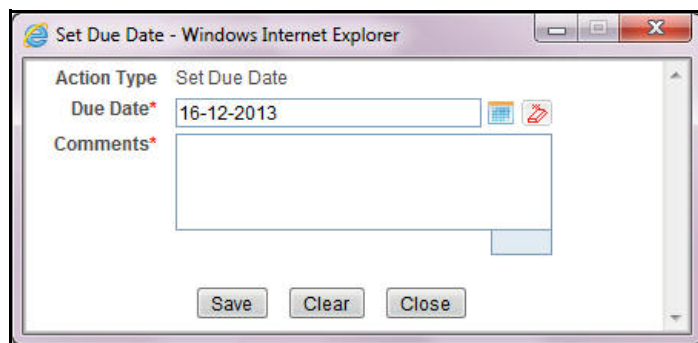 Set Due Date - Windows Internet Explorer
Action Type Set Due Date
Due Date* 16-12-2013
Comments*
Save Clear Close